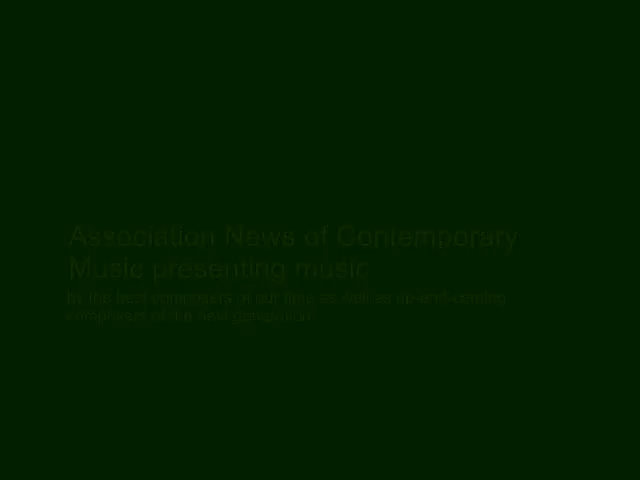 Association News of Contemporary
Music presenting music
by the best composers of our time as well as up-and-coming
composers of the next generation